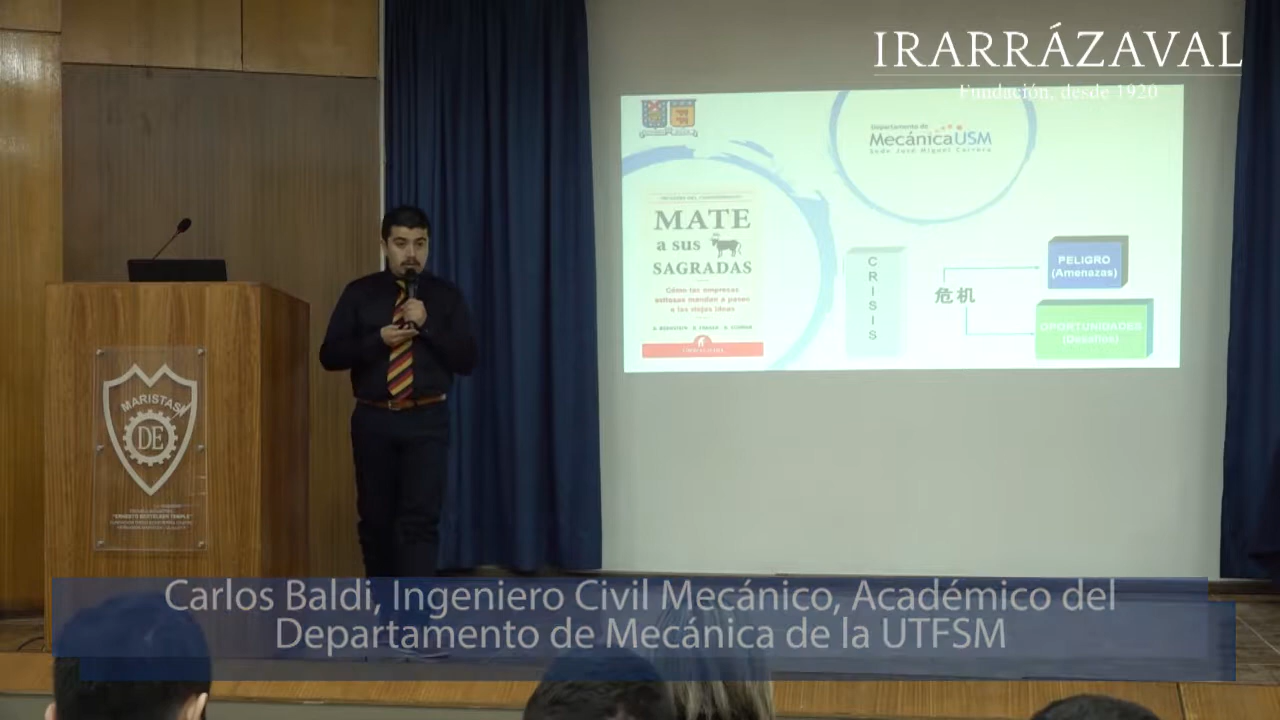 IRARRÁZAVAL
Fundación, desde 1920
Departamento de
MecánicaUSM
Sede José Miguel Carrera
MATE
a sus
SAGRADAS
Cómo las empresas
exitosas mandan a paseo
a las viejas ideas
CRISIS
危机
PELIGRO
(Amenazas)
OPORTUNIDADES
(Desafíos)
MARISTAS
DE
Carlos Baldi, Ingeniero Civil Mecánico, Académico del
Departamento de Mecánica de la UTFSM